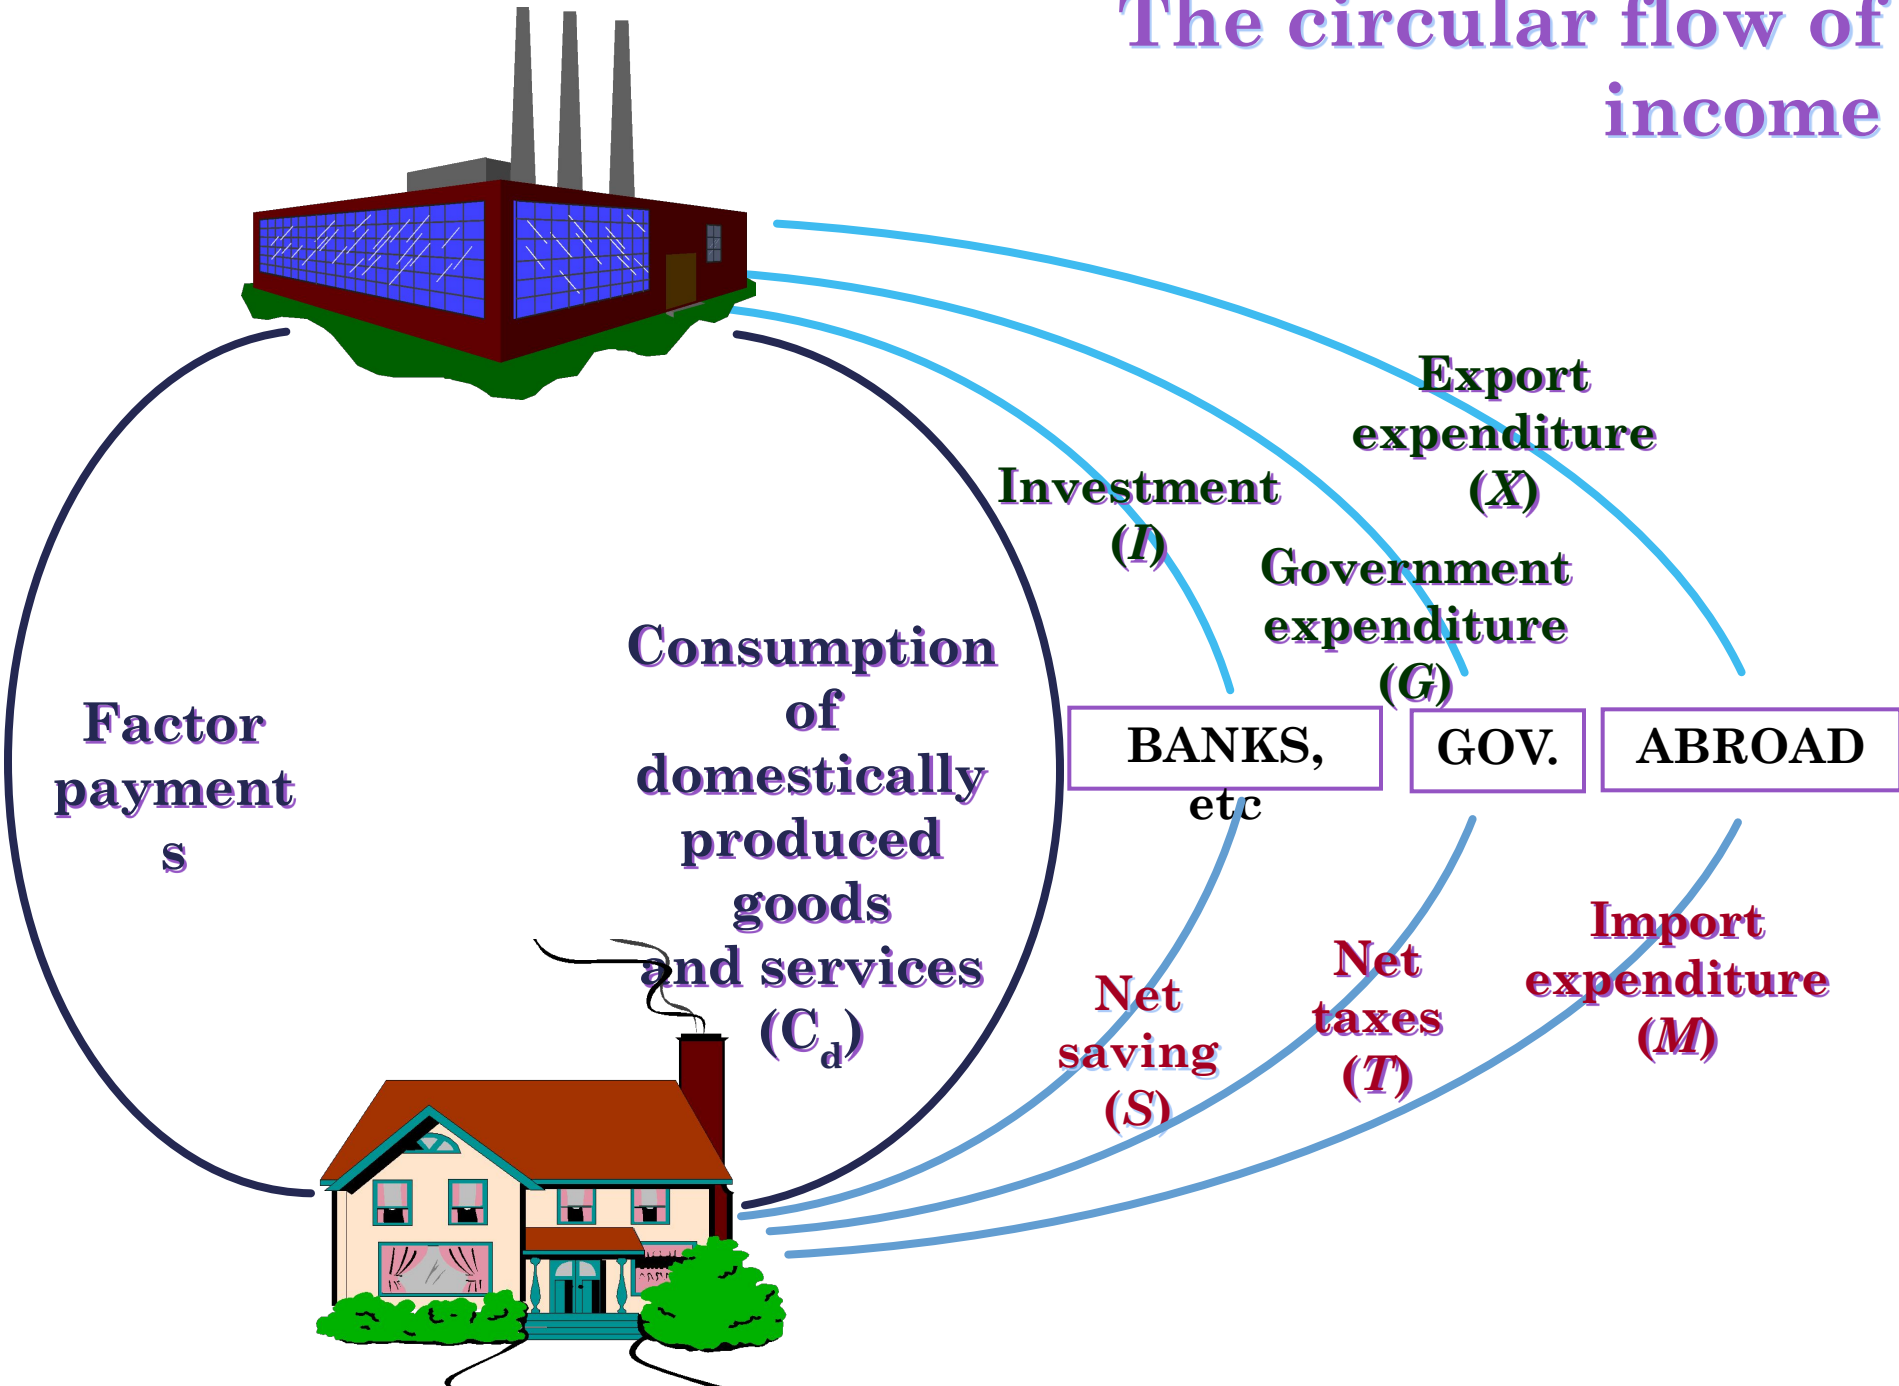 The circular flow of
income
Export
expenditure
(X)
Investment
(I)
Government
expenditure
(G)
Consumption
of
domestically
produced
goods
and services
(C_d)
Factor
payment
s
BANKS,
etc
GOV.
ABROAD
Import
expenditure
(M)
Net
taxes
(T)
Net
saving
(S)